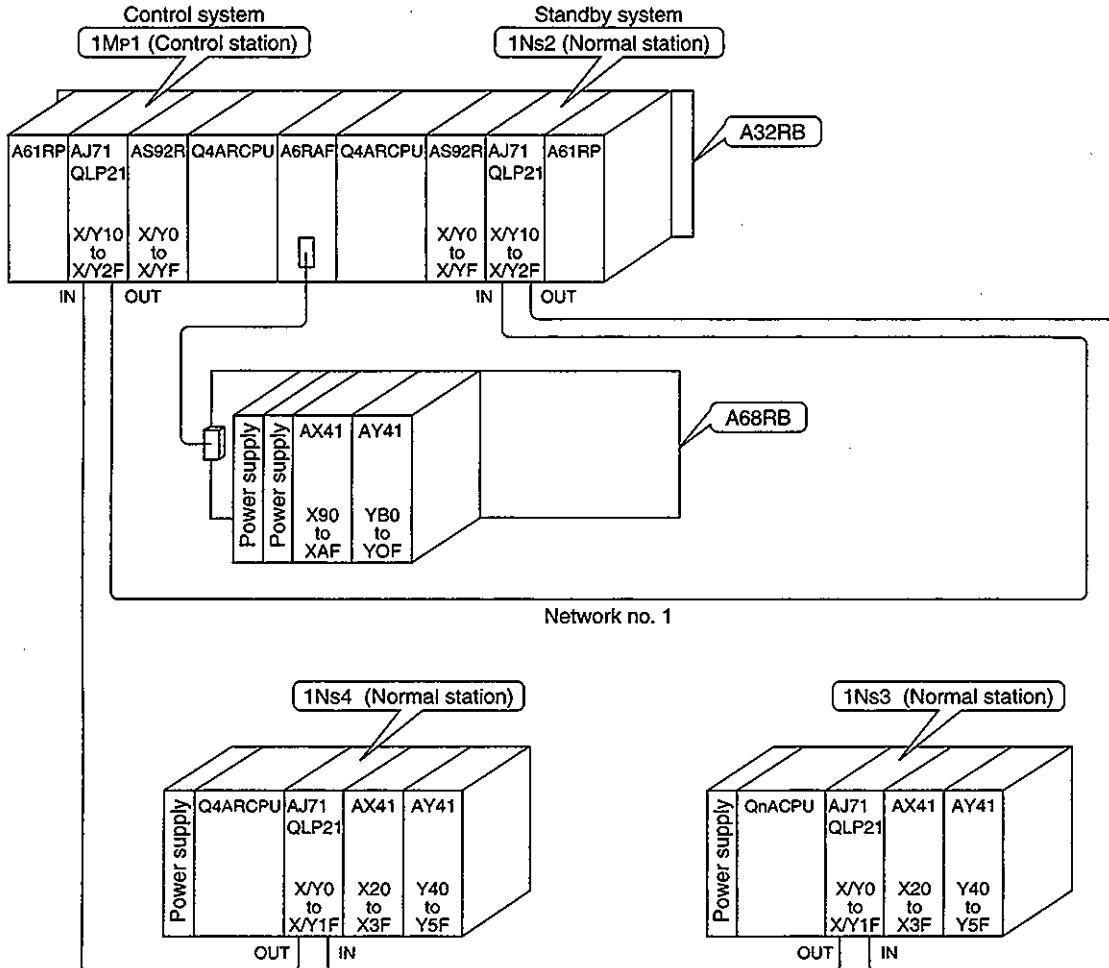 Control system
Standby system
1MP1 (Control station)
1Ns2 (Normal station)
A32RB
A61RP
AJ71
QLP21
X/Y10
to
X/Y2F
AS92R
X/Y0
to
X/YF
Q4ARCPU
A6RAF
Q4ARCPU
AS92R
X/Y0
to
X/YF
AJ71
QLP21
X/Y10
to
X/Y2F
A61RP
IN
OUT
IN
OUT
A68RB
Power supply
Power supply
AX41
X90
to
XAF
AY41
YB0
to
YOF
Network no. 1
1Ns4 (Normal station)
1Ns3 (Normal station)
Power supply
Q4ARCPU
AJ71
QLP21
X/Y0
to
X/Y1F
AX41
X20
to
X3F
AY41
Y40
to
Y5F
OUT
IN
Power supply
QnACPU
AJ71
QLP21
X/Y0
to
X/Y1F
AX41
X20
to
X3F
AY41
Y40
to
Y5F
OUT
IN